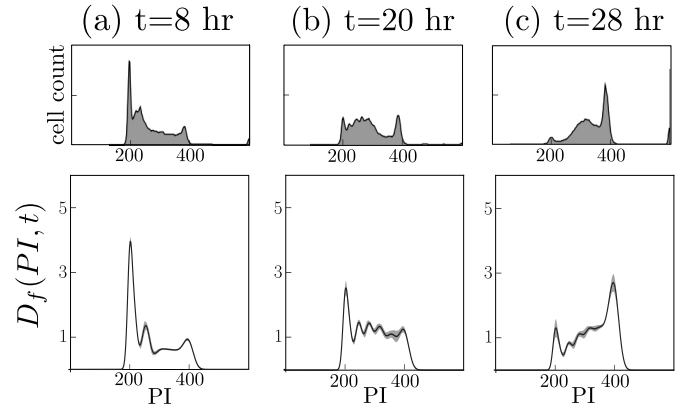 (a) t=8 hr (b) t=20 hr (c) t=28 hr
cell count
200 400 200 400 200 400
D_f(PI, t)
5 5 5
3 3 3
1 1 1
200 400 200 400 200 400
PI PI PI